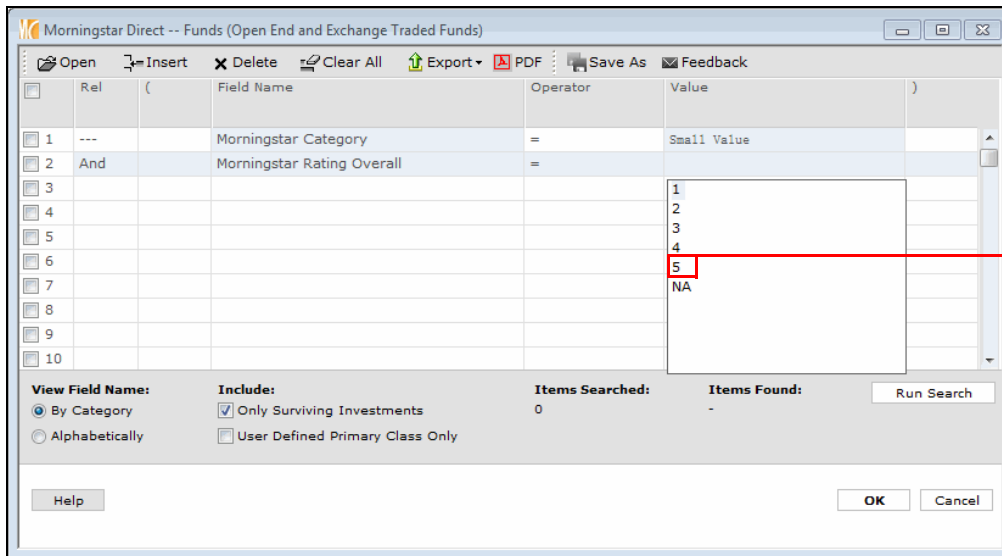 Morningstar Direct -- Funds (Open End and Exchange Traded Funds)
Open Insert Delete Clear All Export PDF Save As Feedback
Rel ( Field Name Operator Value )
1 --- Morningstar Category = Small Value
2 And Morningstar Rating Overall =
3
4
5
6
7
8
9
10
1
2
3
4
5
NA
View Field Name: Include: Items Searched: Items Found: Run Search
By Category Only Surviving Investments 0 -
Alphabetically User Defined Primary Class Only
Help OK Cancel